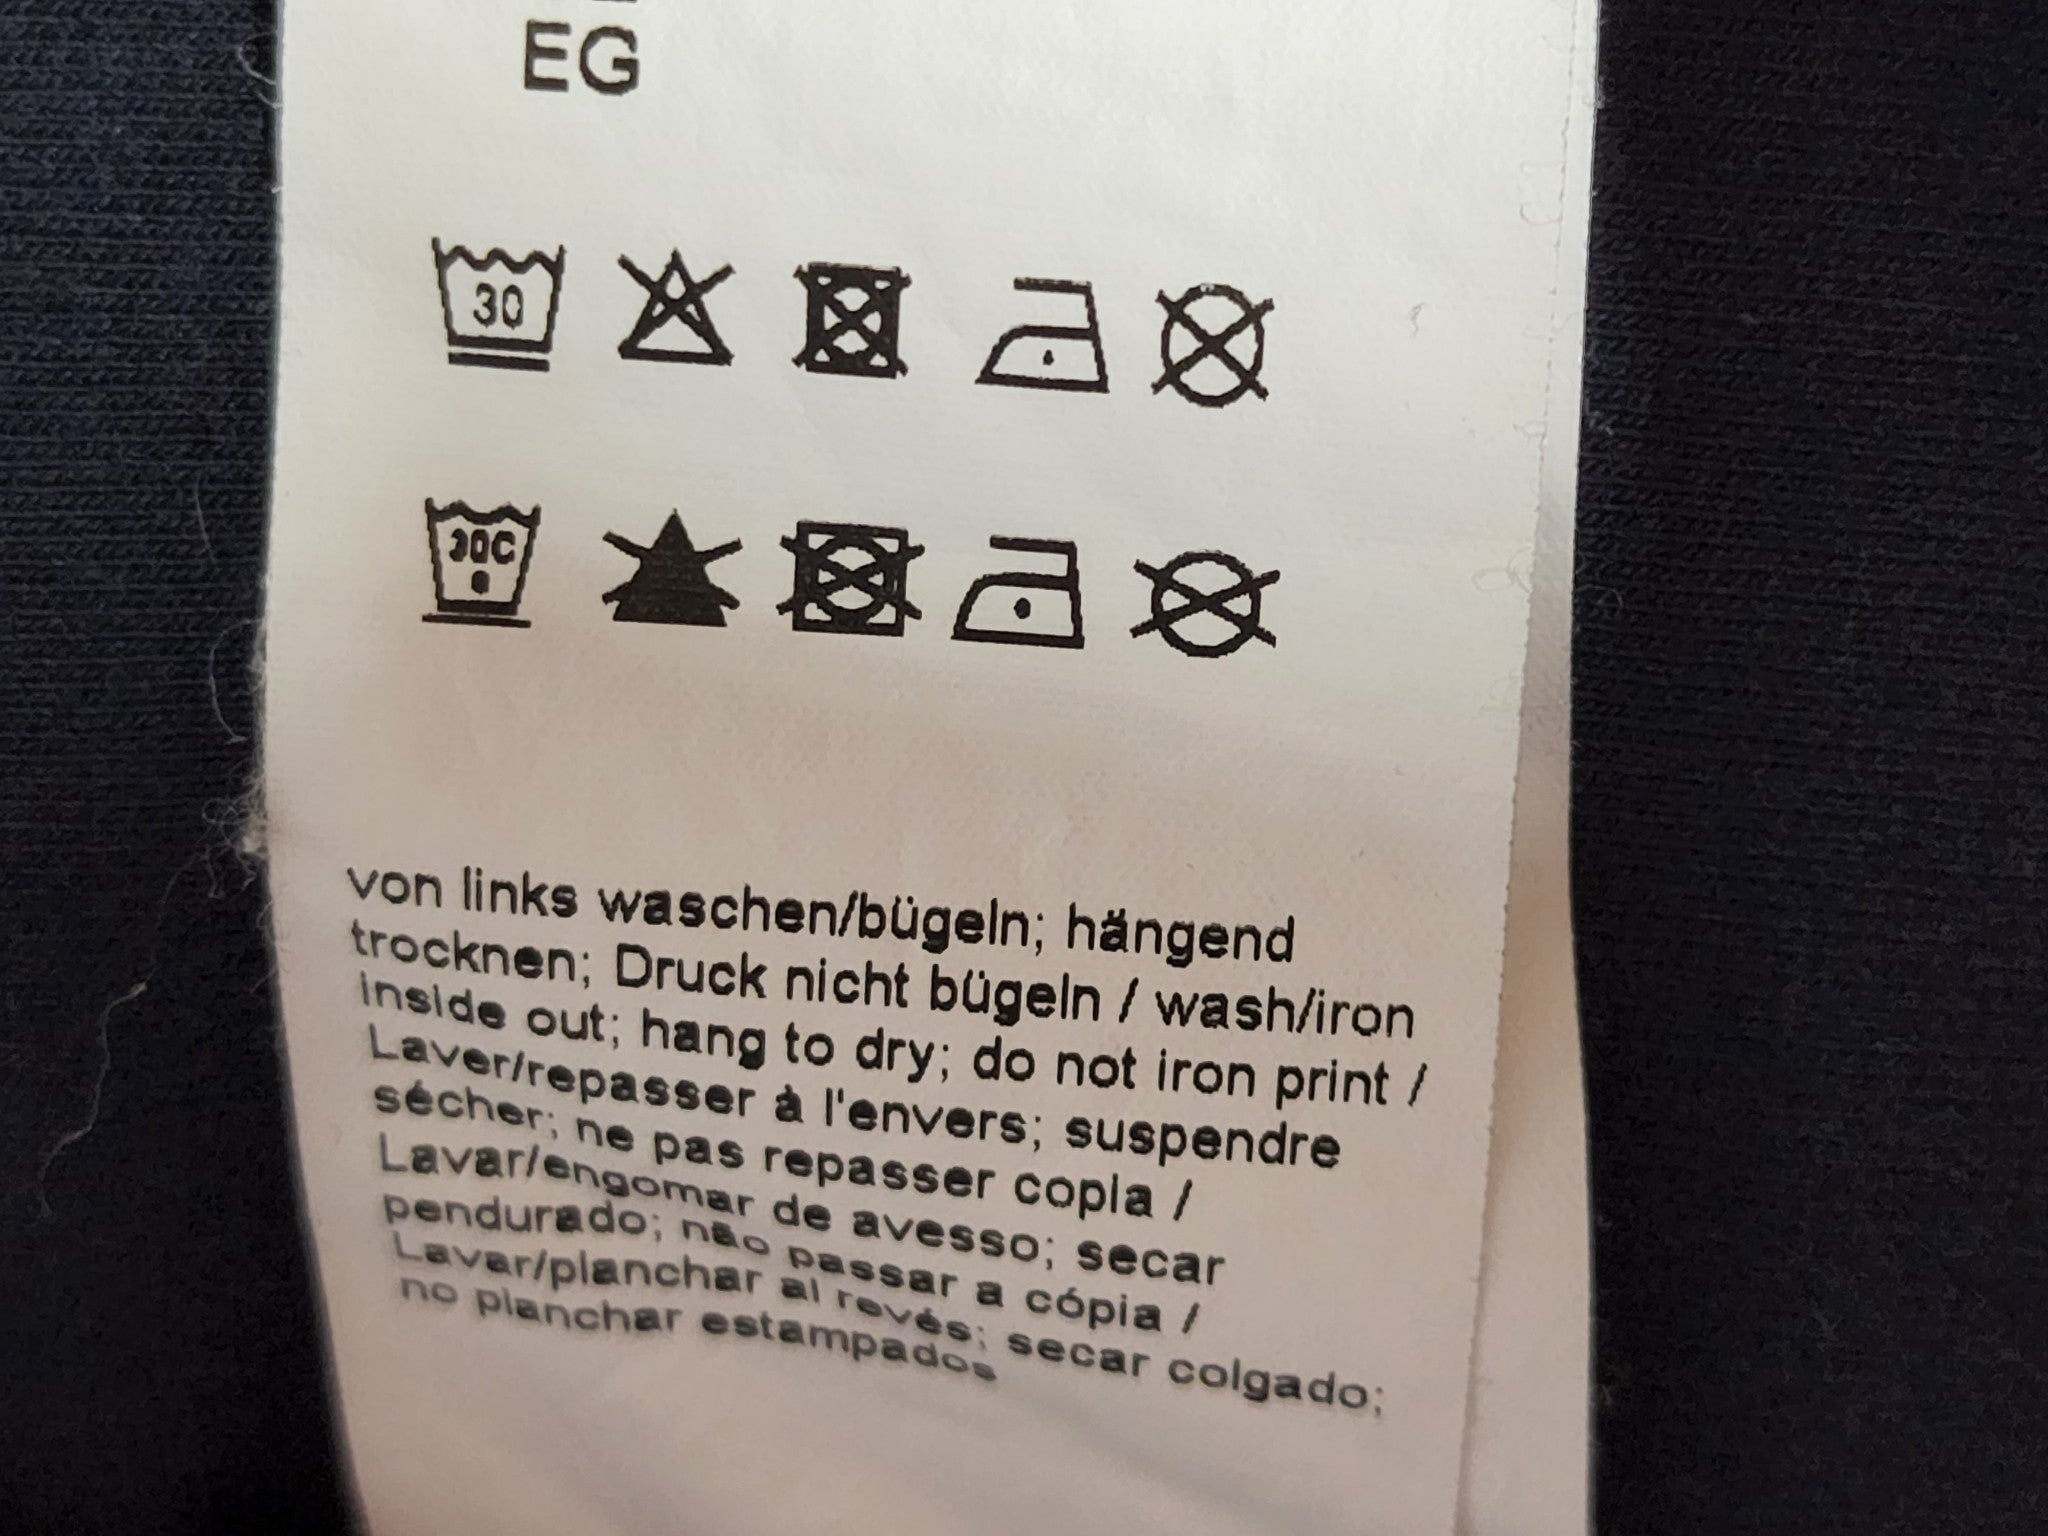 EG
30
30C
von links waschen/bügeln; hängend
trocknen; Druck nicht bügeln / wash/iron
inside out; hang to dry; do not iron print /
Laver/repasser à l'envers; suspendre
sécher; ne pas repasser copia /
Lavar/engomar de avesso; secar
pendurado; não passar a cópia /
Lavar/planchar al revés; secar colgado;
no planchar estampados